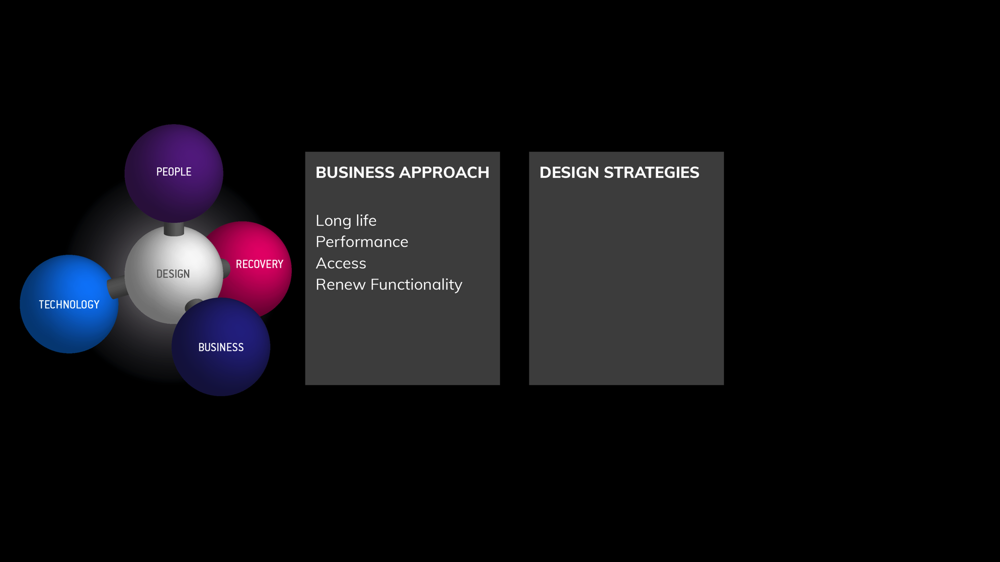 PEOPLE
RECOVERY
DESIGN
TECHNOLOGY
BUSINESS
BUSINESS APPROACH
Long life
Performance
Access
Renew Functionality
DESIGN STRATEGIES